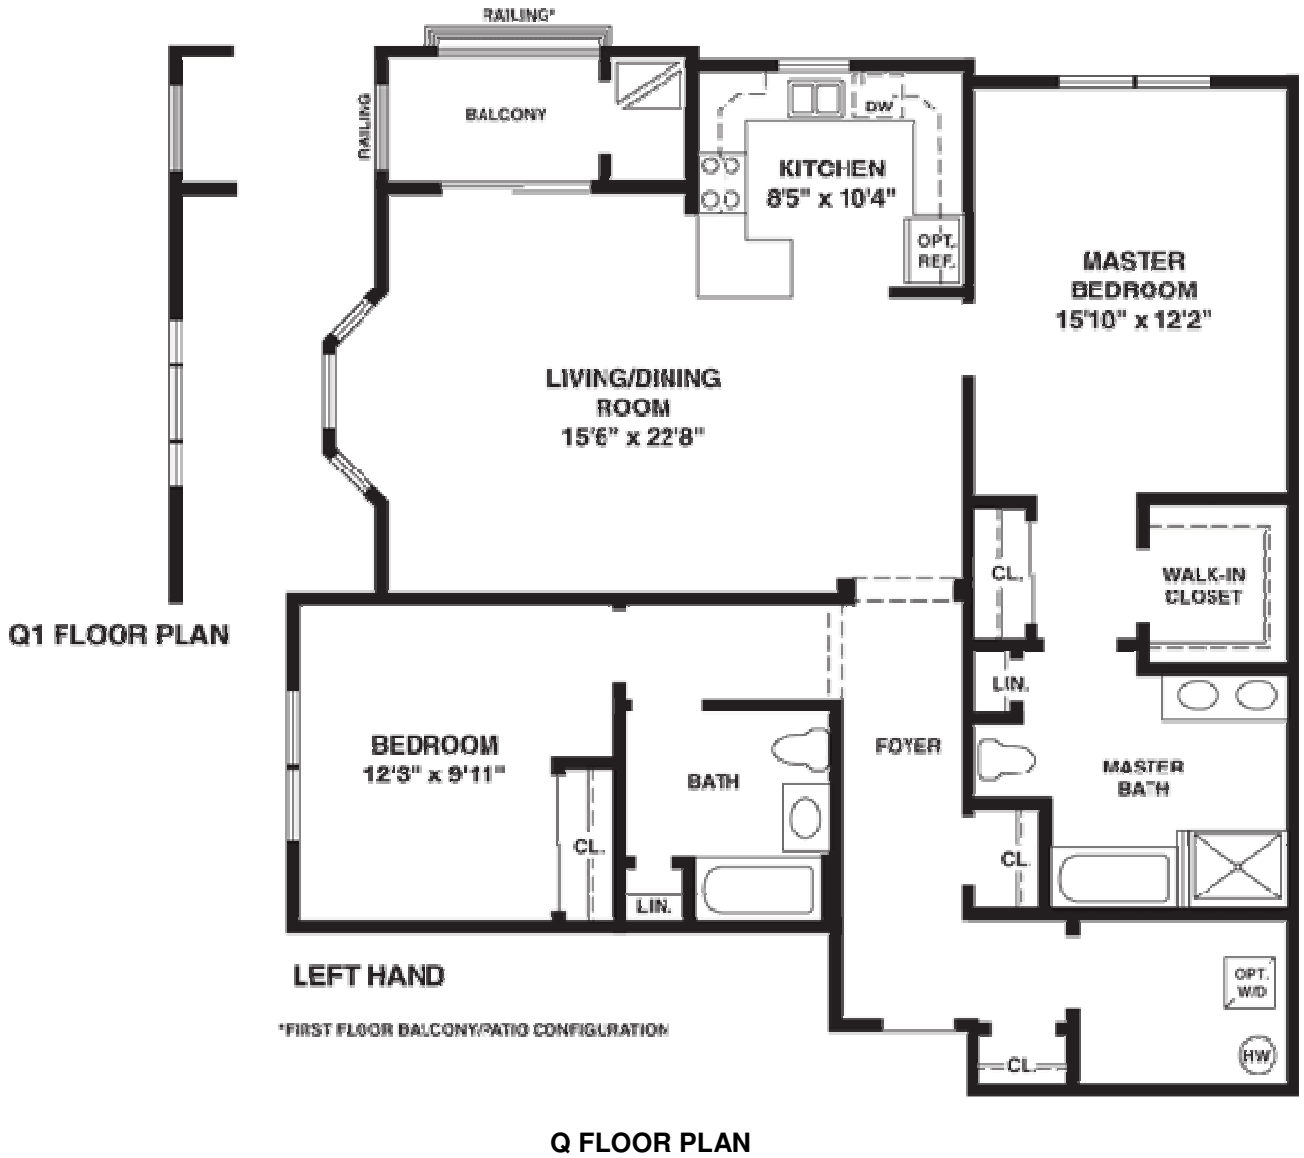 RAILING*
RAILING
BALCONY
DW
KITCHEN
8'5" x 10'4"
OPT.
REF.
MASTER
BEDROOM
15'10" x 12'2"
LIVING/DINING
ROOM
15'6" x 22'8"
CL.
WALK-IN
CLOSET
Q1 FLOOR PLAN
LIN.
BEDROOM
12'3" x 9'11"
FOYER
BATH
MASTER
BATH
CL.
CL.
LIN.
LEFT HAND
OPT.
W/D
*FIRST FLOOR BALCONY/PATIO CONFIGURATION
HW
CL.
Q FLOOR PLAN